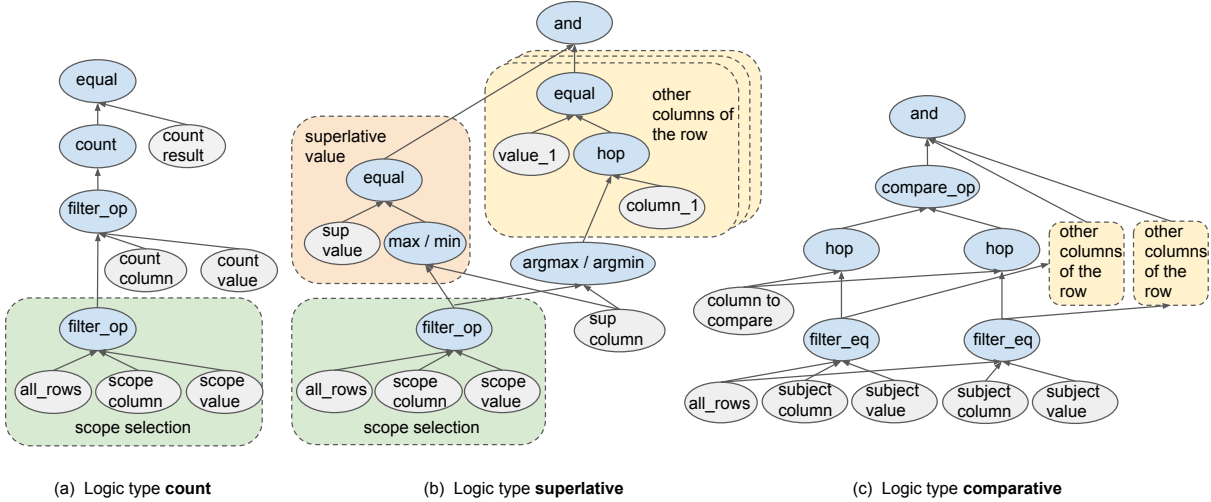 equal
count
count
result
filter_op
count
column
count
value
filter_op
all_rows
scope
column
scope
value
scope selection
(a) Logic type count
and
superlative
value
equal
sup
value
max / min
equal
other
columns of
the row
value_1
hop
column_1
argmax / argmin
sup
column
filter_op
all_rows
scope
column
scope
value
scope selection
(b) Logic type superlative
and
compare_op
hop
hop
other
columns
of the
row
other
columns
of the
row
column to
compare
filter_eq
filter_eq
all_rows
subject
column
subject
value
subject
column
subject
value
(c) Logic type comparative